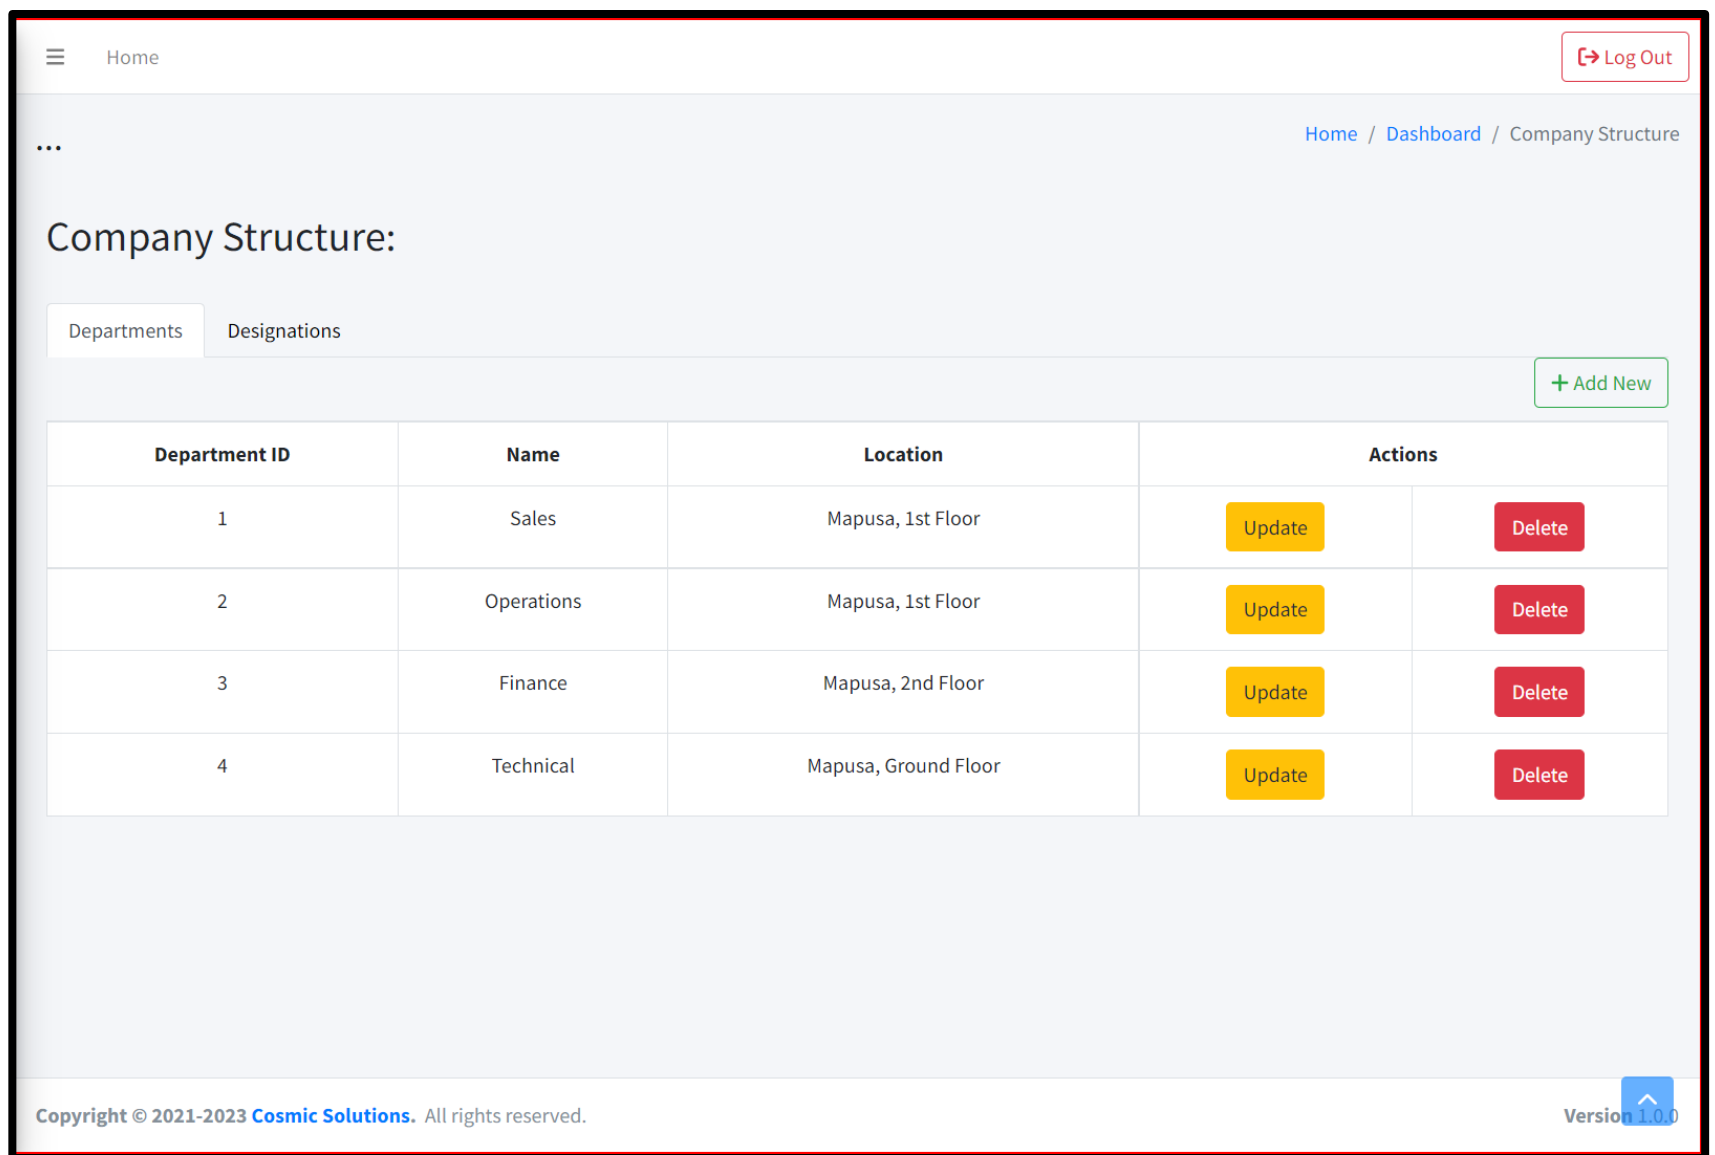 Home
Log Out
...
Home / Dashboard / Company Structure
Company Structure:
Departments Designations
+ Add New
Department ID Name Location Actions
1 Sales Mapusa, 1st Floor Update Delete
2 Operations Mapusa, 1st Floor Update Delete
3 Finance Mapusa, 2nd Floor Update Delete
4 Technical Mapusa, Ground Floor Update Delete
Copyright © 2021-2023 Cosmic Solutions. All rights reserved. Version 1.0.0